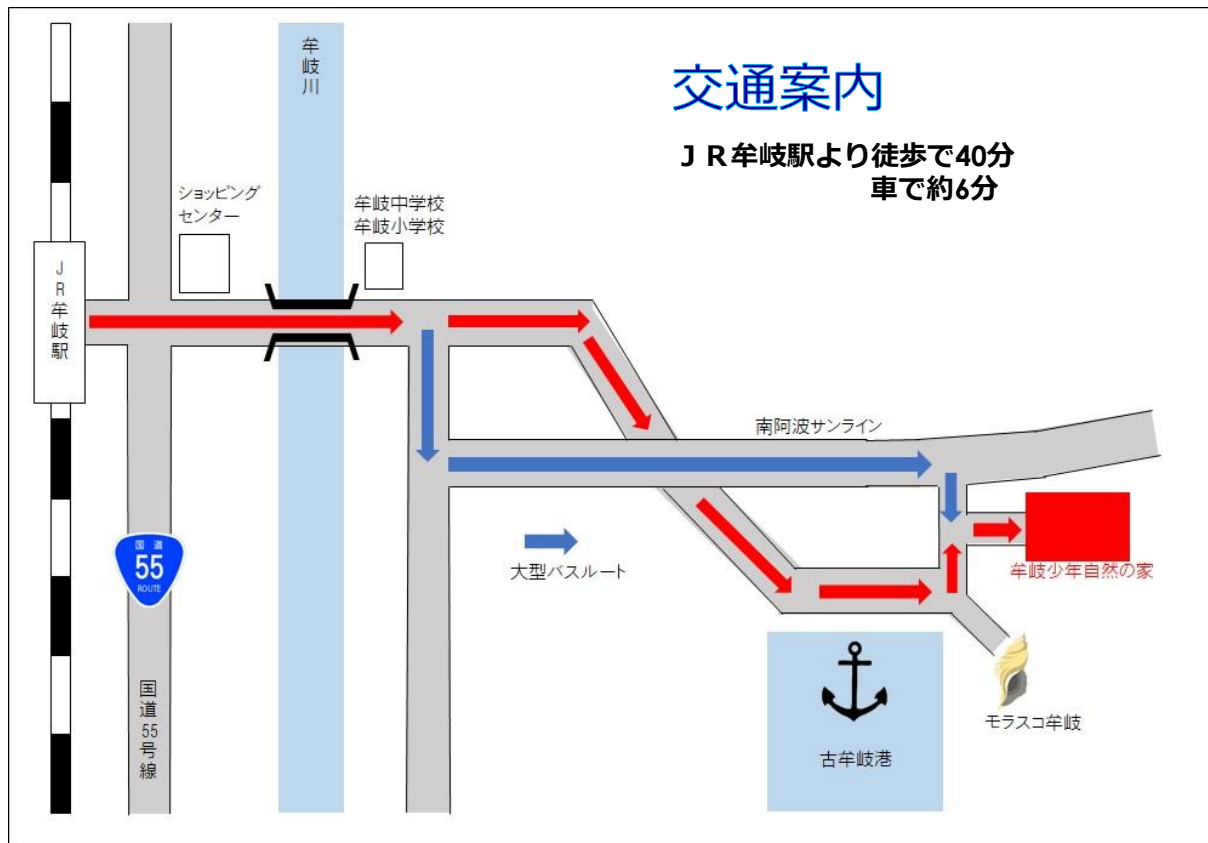 交通案内
ＪＲ牟岐駅より徒歩で40分
車で約6分
牟岐川
ショッピング
センター
牟岐中学校
牟岐小学校
ＪＲ牟岐駅
南阿波サンライン
国道
55
ROUTE
大型バスルート
牟岐少年自然の家
国道55号線
古牟岐港
モラスコ牟岐